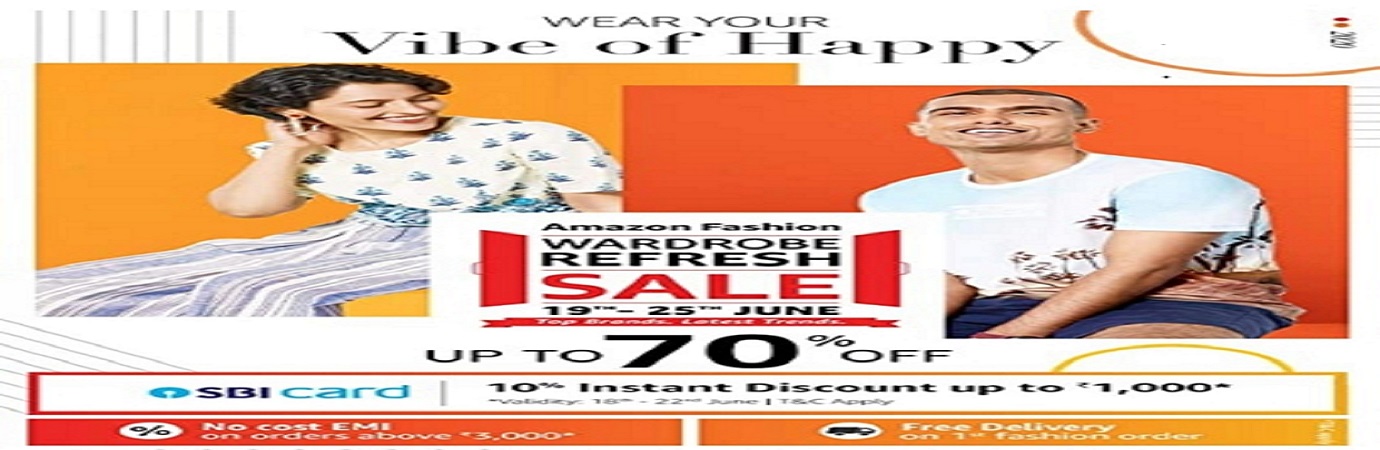 WEAR YOUR
Vibe of Happy
2020
Amazon Fashion
WARDROBE
REFRESH
SALE
19TH- 25TH JUNE
Top Brands. Latest Trends.
UP TO 70% OFF
SBI card
10% Instant Discount up to ₹1,000*
*Validity: 18th - 22nd June | T&C Apply
% No cost EMI
on orders above ₹3,000*
Free Delivery
on 1st fashion order